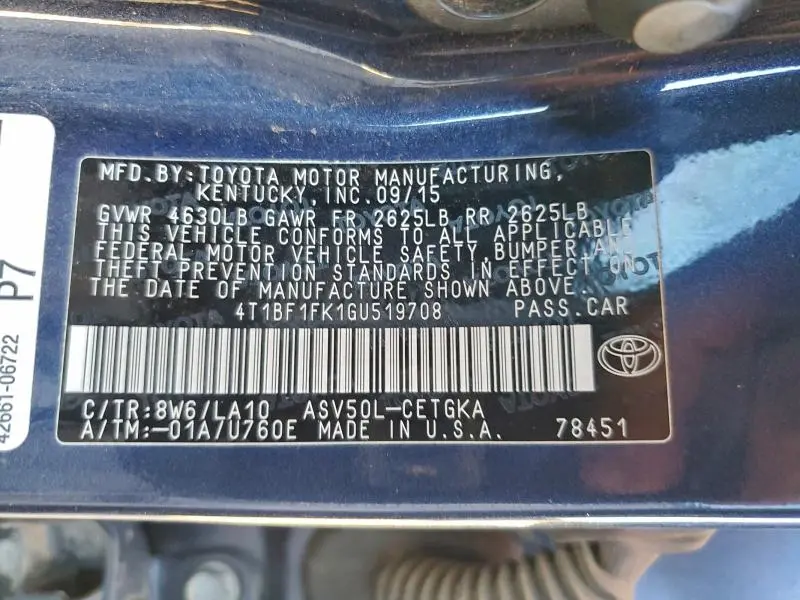 MFD.BY:TOYOTA MOTOR MANUFACTURING,
KENTUCKY, INC.09/15
GVWR 4630LB GAWR FR 2625LB RR 2625LB
THIS VEHICLE CONFORMS TO ALL APPLICABLE
FEDERAL MOTOR VEHICLE SAFETY,BUMPER,AND
THEFT PREVENTION STANDARDS IN EFFECT ON
THE DATE OF MANUFACTURE SHOWN ABOVE.
4T1BF1FK1GU519708 PASS.CAR
C/TR:8W6/LA10 ASV50L-CETGKA
A/TM:-01A/U760E MADE IN U.S.A. 78451
P7
42661-06722